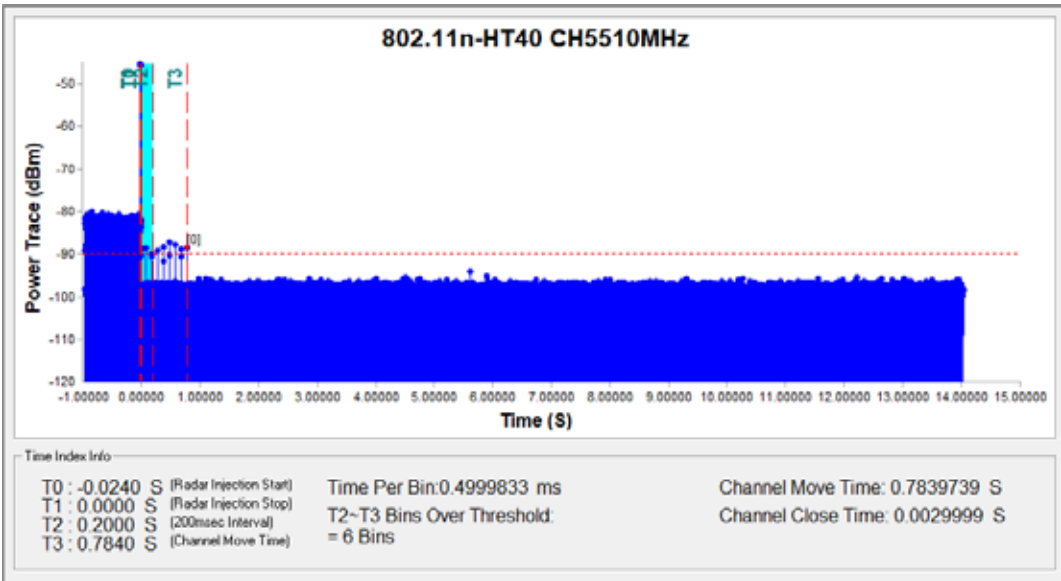 802.11n-HT40 CH5510MHz
T2
T3
-50
-60
-70
-80
-90
-100
-110
-120
[0]
Power Trace (dBm)
-1.00000 0.00000 1.00000 2.00000 3.00000 4.00000 5.00000 6.00000 7.00000 8.00000 9.00000 10.00000 11.00000 12.00000 13.00000 14.00000 15.00000
Time (S)
Time Index Info
T0 : -0.0240 S (Radar Injection Start)
T1 : 0.0000 S (Radar Injection Stop)
T2 : 0.2000 S (200msec Interval)
T3 : 0.7840 S (Channel Move Time)
Time Per Bin:0.4999833 ms
T2~T3 Bins Over Threshold:
= 6 Bins
Channel Move Time: 0.7839739 S
Channel Close Time: 0.0029999 S